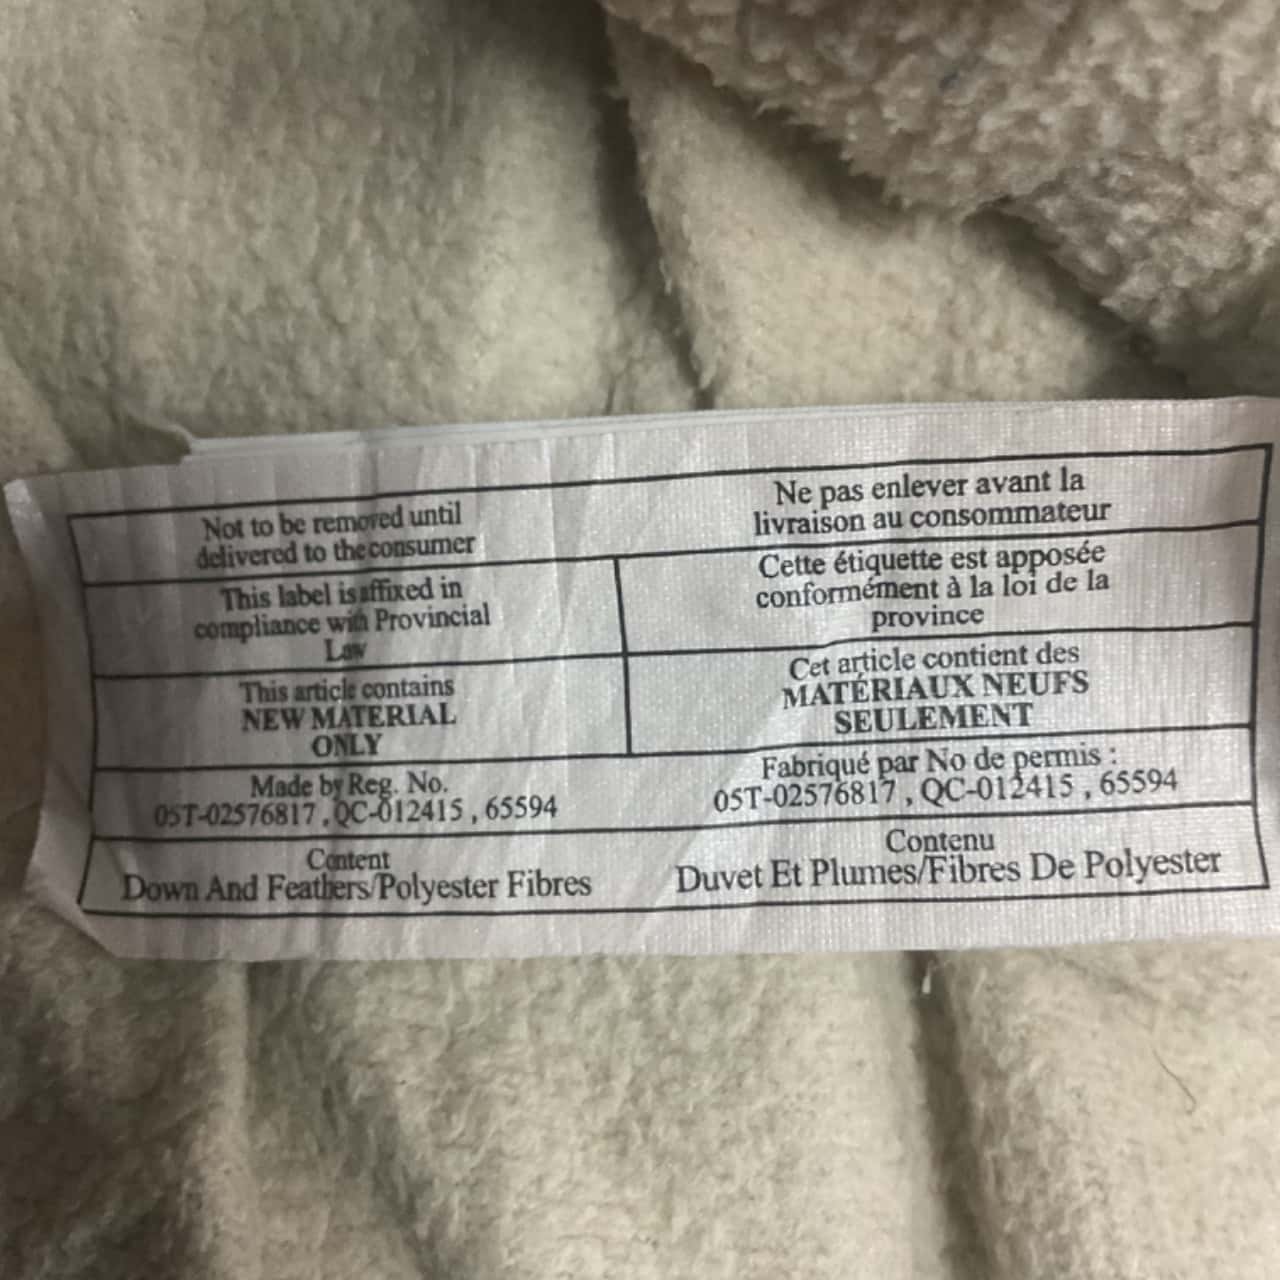 Not to be removed until
delivered to the consumer
Ne pas enlever avant la
livraison au consommateur
This label is affixed in
compliance with Provincial
Law
Cette étiquette est apposée
conformément à la loi de la
province
This article contains
NEW MATERIAL
ONLY
Cet article contient des
MATÉRIAUX NEUFS
SEULEMENT
Made by Reg. No.
05T-02576817 , QC-012415 , 65594
Fabriqué par No de permis :
05T-02576817 , QC-012415 , 65594
Content
Down And Feathers/Polyester Fibres
Contenu
Duvet Et Plumes/Fibres De Polyester